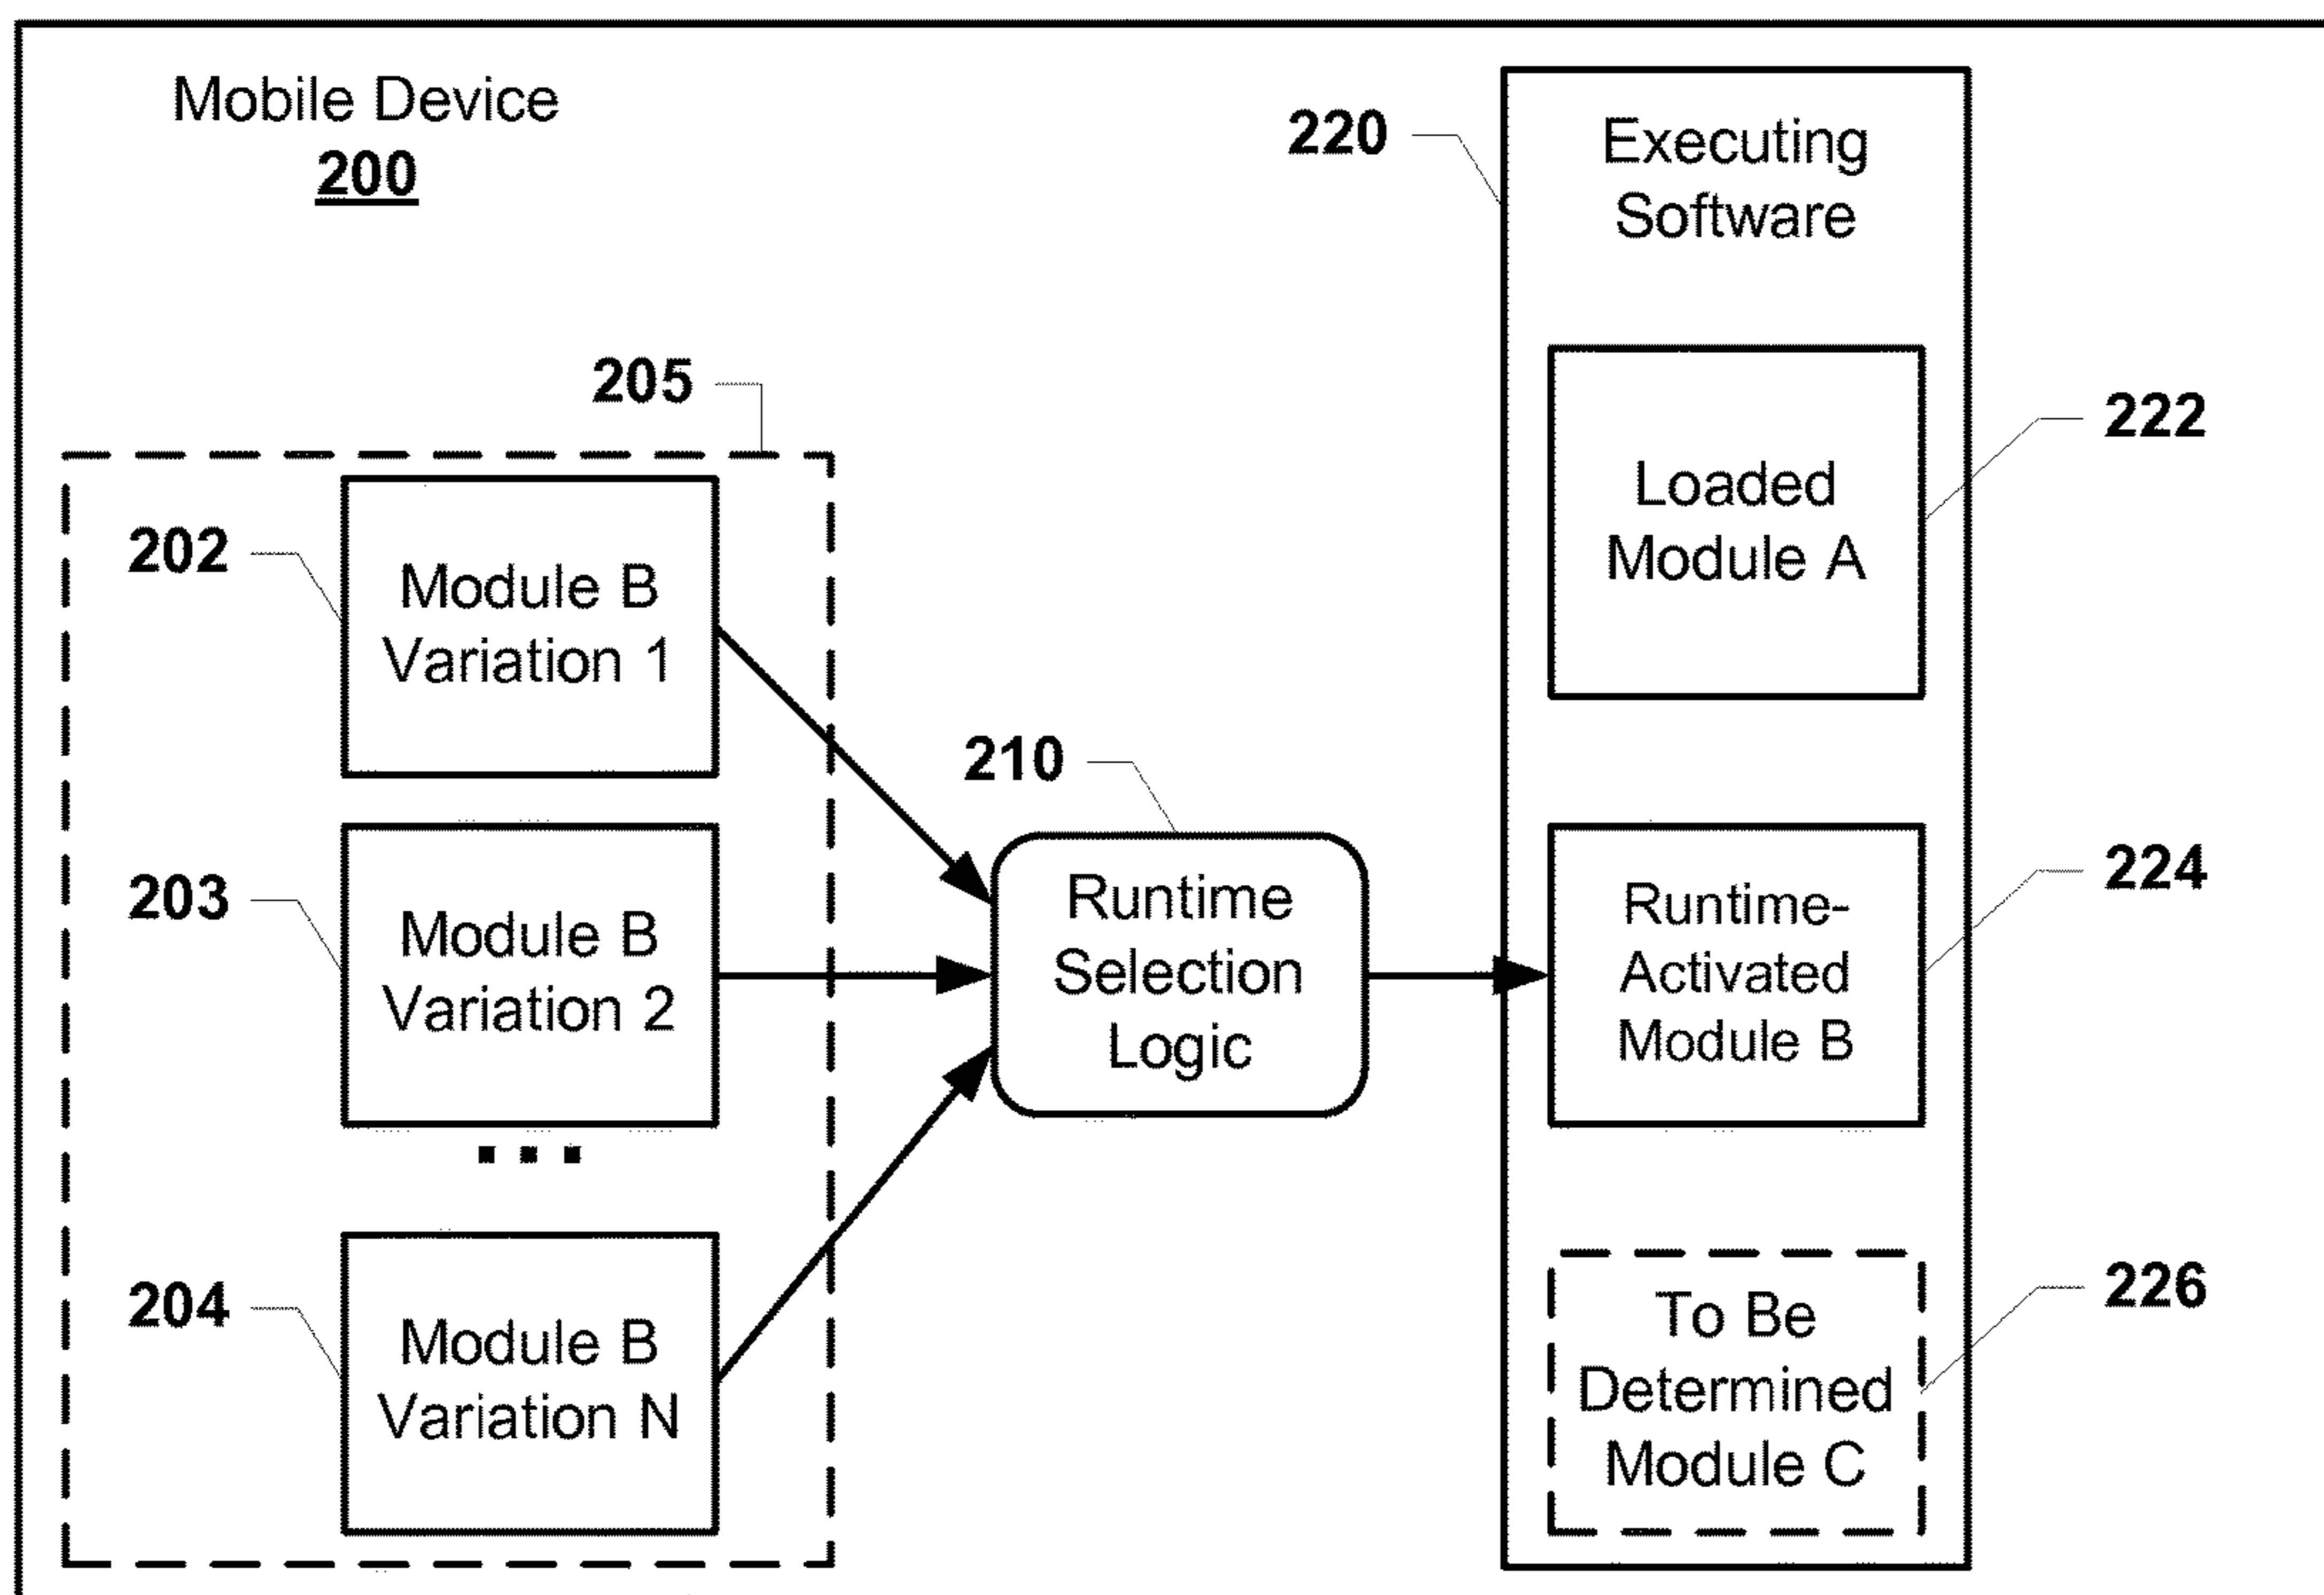 Mobile Device
200
220
Executing
Software
205
222
Loaded
Module A
202
Module B
Variation 1
210
Runtime
Selection
Logic
203
Module B
Variation 2
...
224
Runtime-
Activated
Module B
204
Module B
Variation N
226
To Be
Determined
Module C